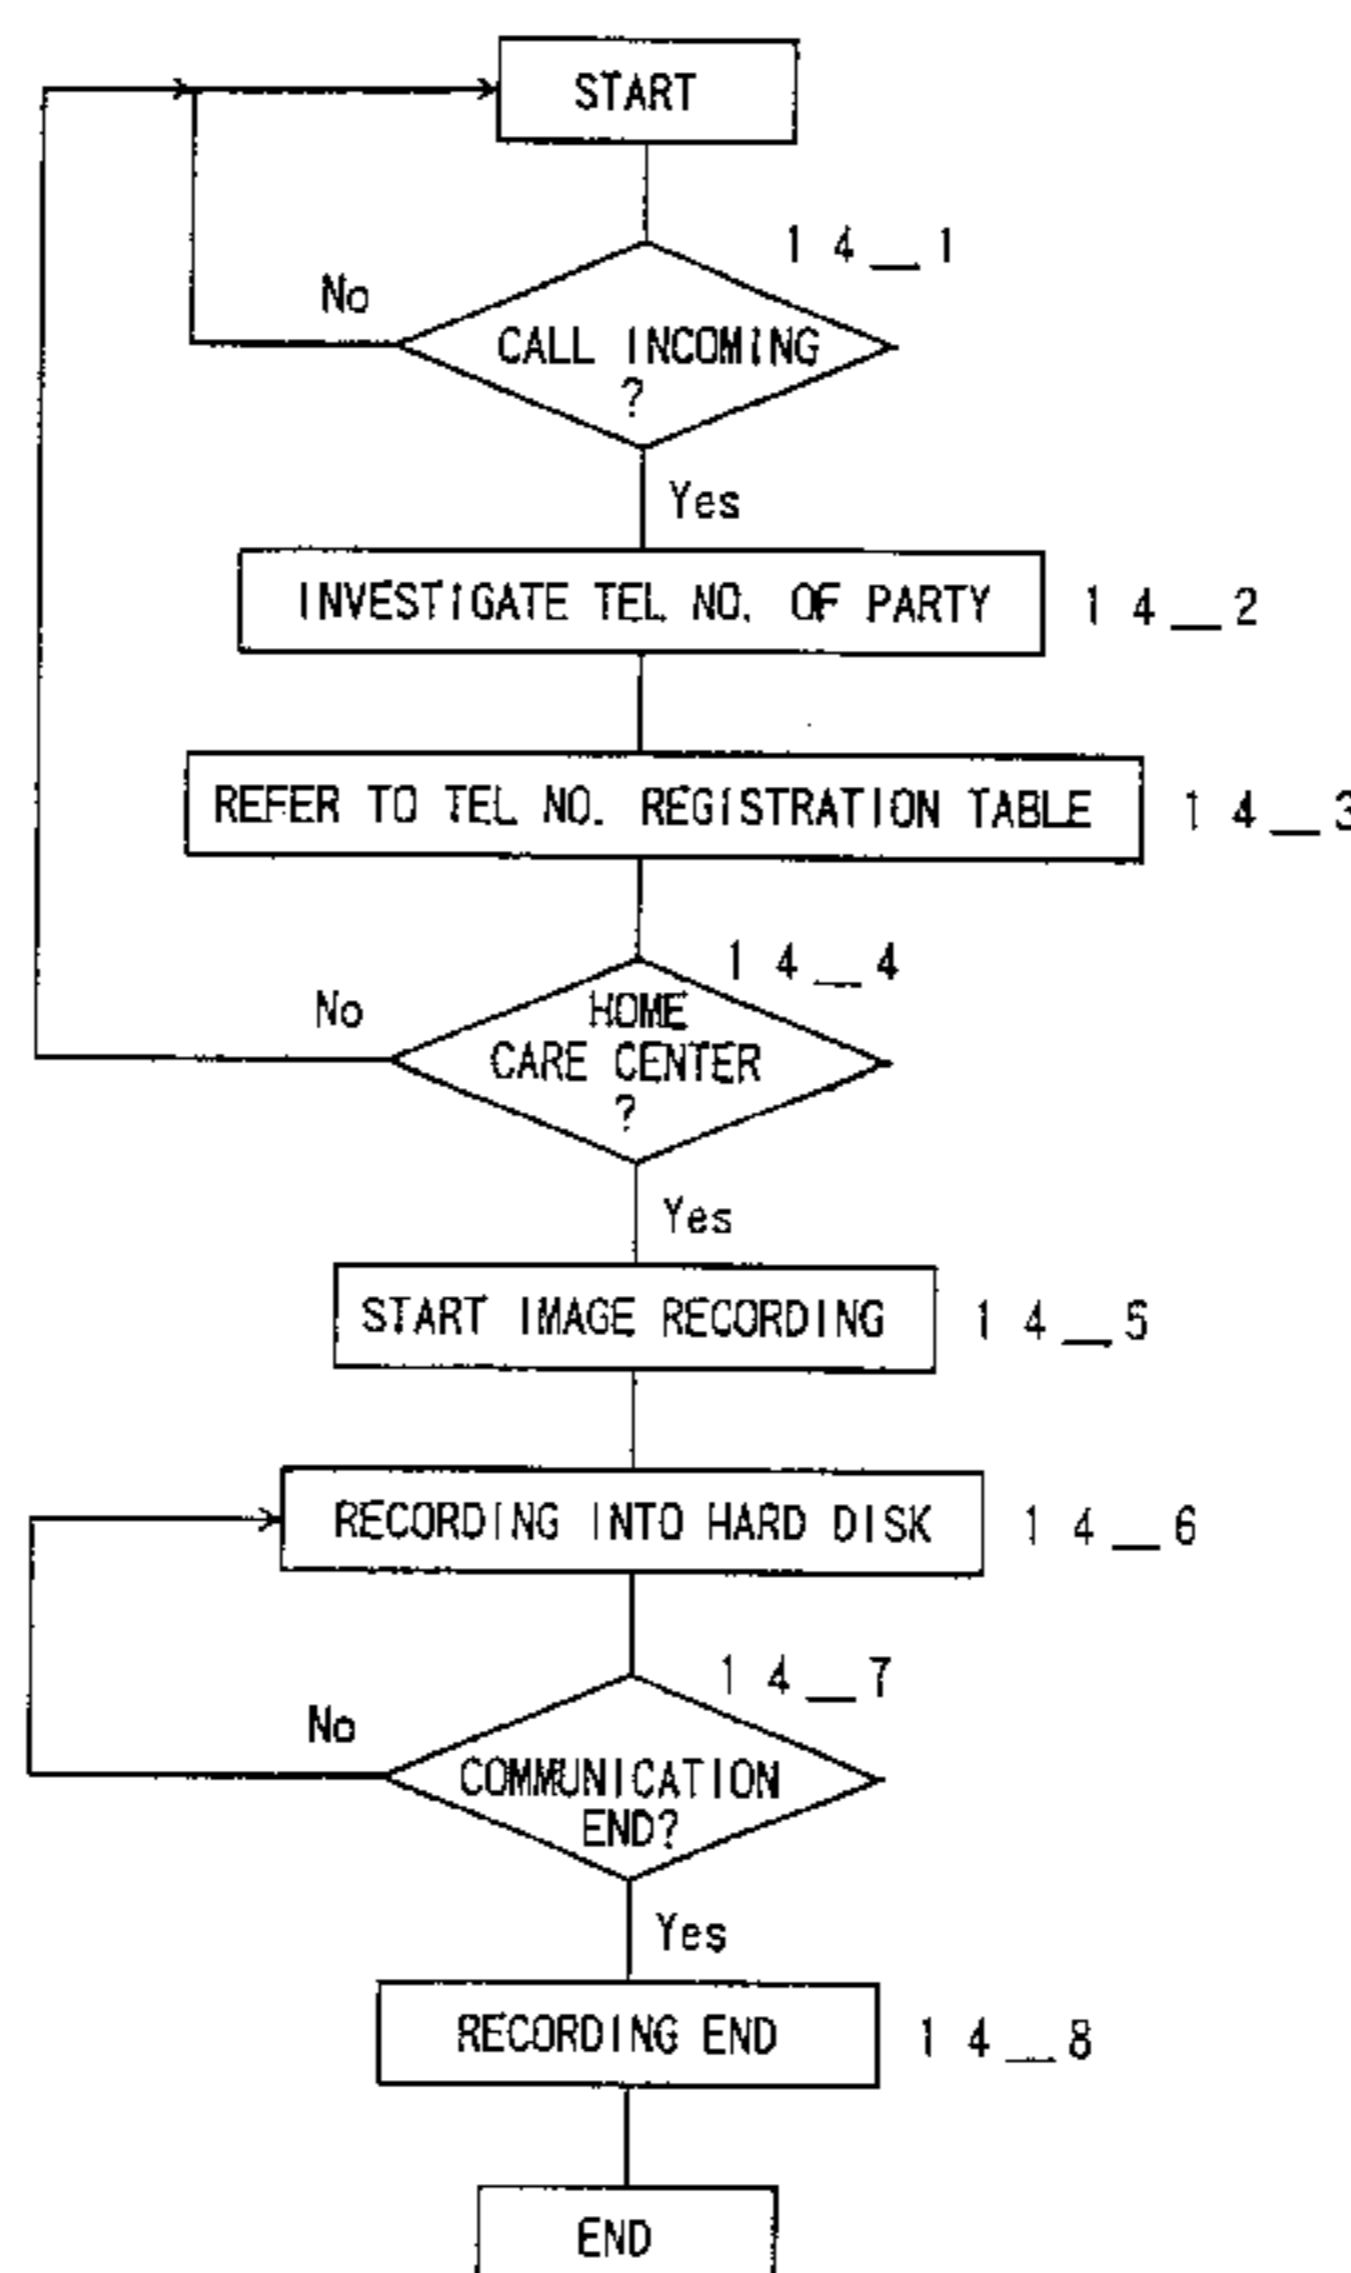 START
14_1
No
CALL INCOMING
?
Yes
INVESTIGATE TEL NO. OF PARTY 14_2
REFER TO TEL NO. REGISTRATION TABLE 14_3
14_4
No
HOME
CARE CENTER
?
Yes
START IMAGE RECORDING 14_5
RECORDING INTO HARD DISK 14_6
14_7
No
COMMUNICATION
END?
Yes
RECORDING END 14_8
END